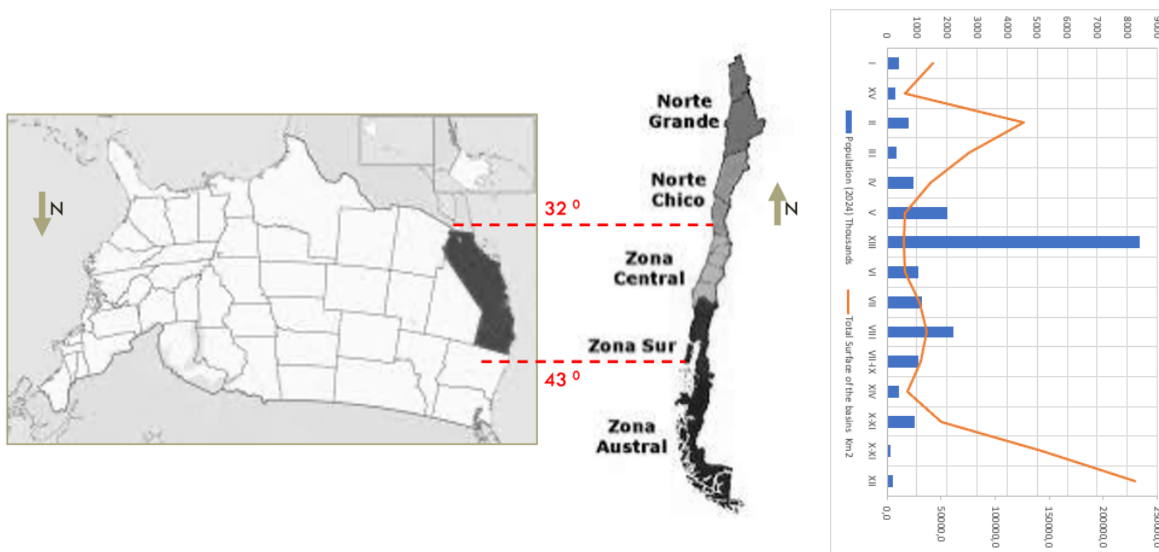 N
32 0
43 0
Norte
Grande
Norte
Chico
Zona
Central
Zona Sur
Zona
Austral
N
0
1000
2000
3000
4000
5000
6000
7000
8000
9000
I
XV
II
III
IV
V
XIII
VI
VII
VIII
VII-IX
XIV
X-XI
X-XI
XII
0,0
50000,0
100000,0
150000,0
200000,0
Population (2024) Thousands
Total Surface of the basins Km2